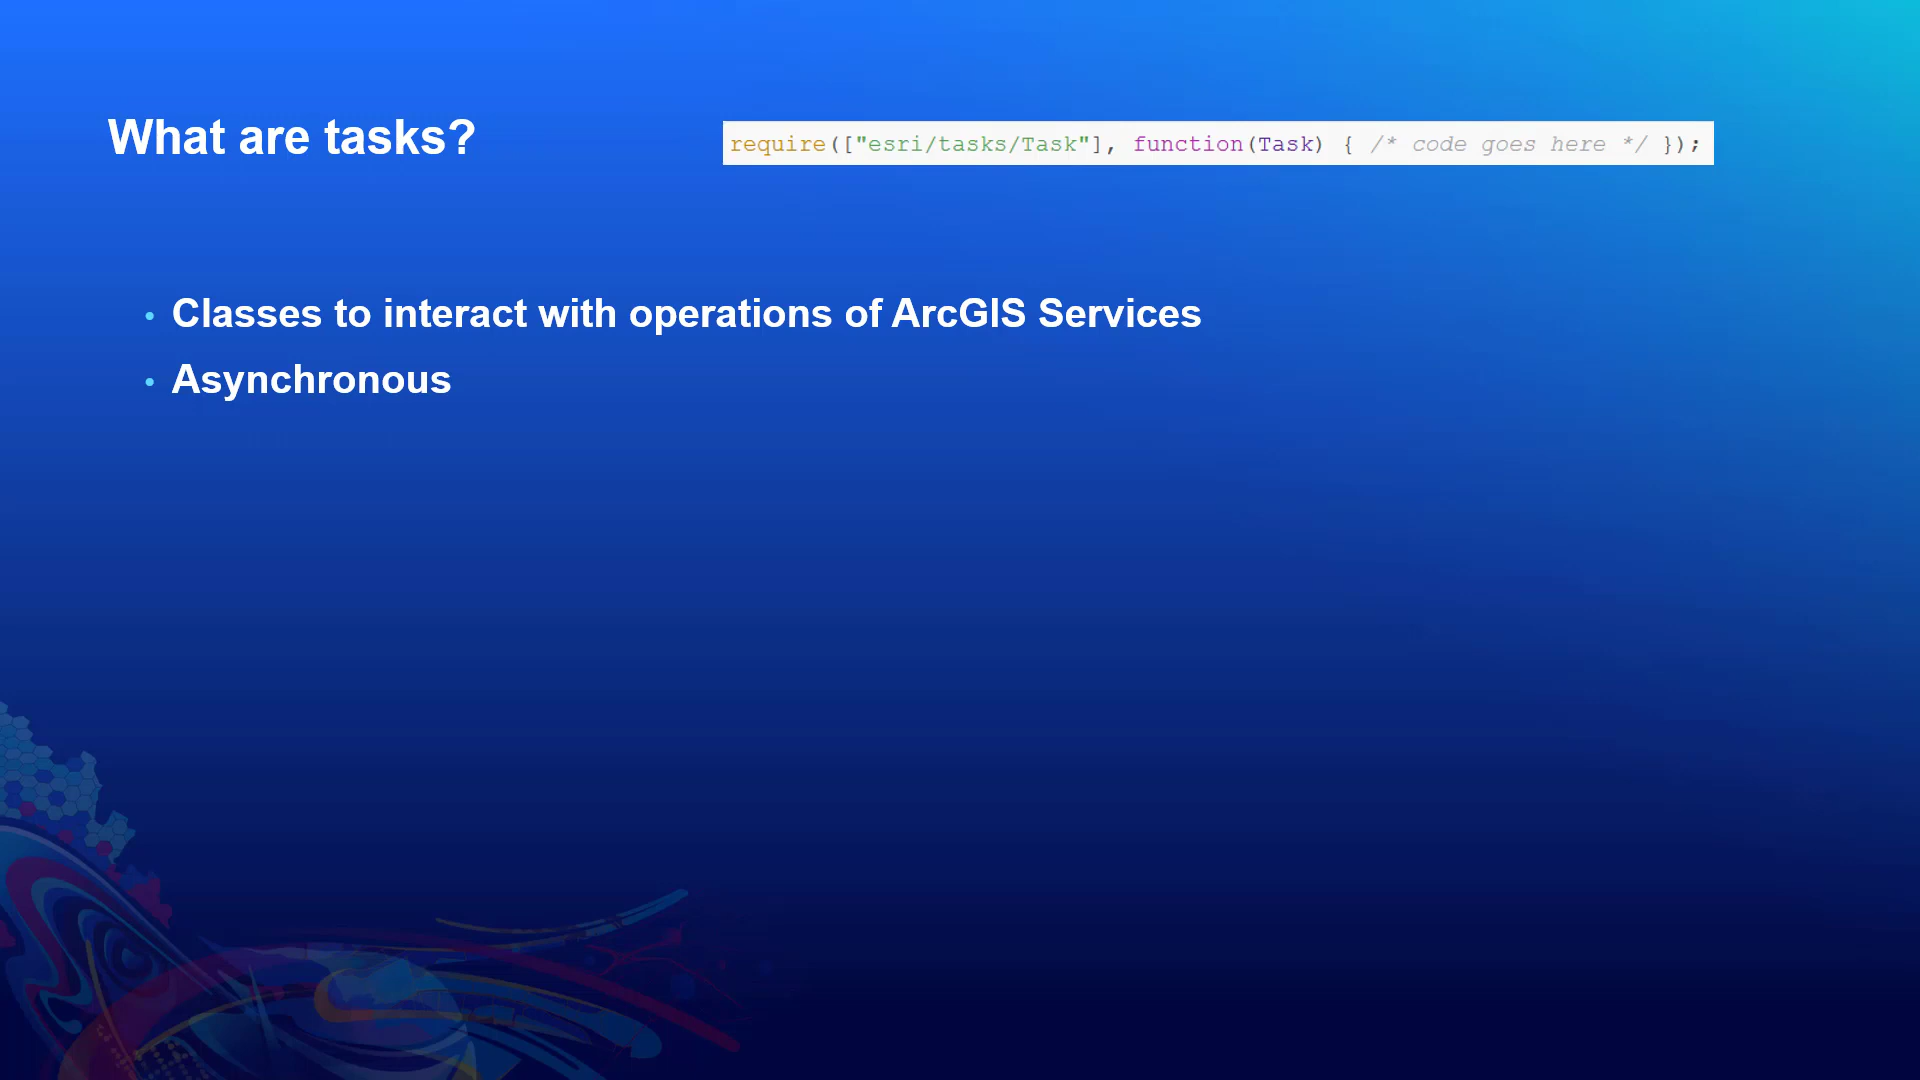 What are tasks?
require(["esri/tasks/Task"], function(Task) { /* code goes here */ });
• Classes to interact with operations of ArcGIS Services
• Asynchronous